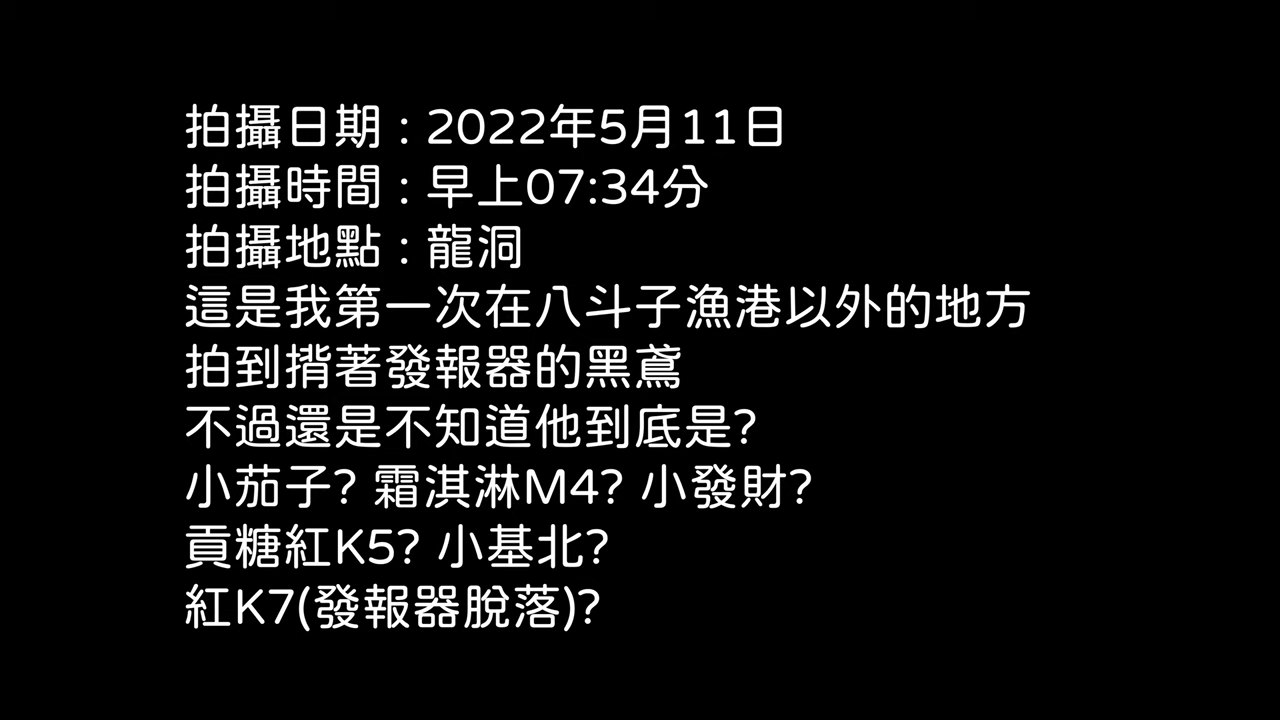 拍攝日期 : 2022年5月11日
拍攝時間 : 早上07:34分
拍攝地點 : 龍洞
這是我第一次在八斗子漁港以外的地方
拍到揹著發報器的黑鳶
不過還是不知道他到底是?
小茄子? 霜淇淋M4? 小發財?
貢糖紅K5? 小基北?
紅K7(發報器脫落)?